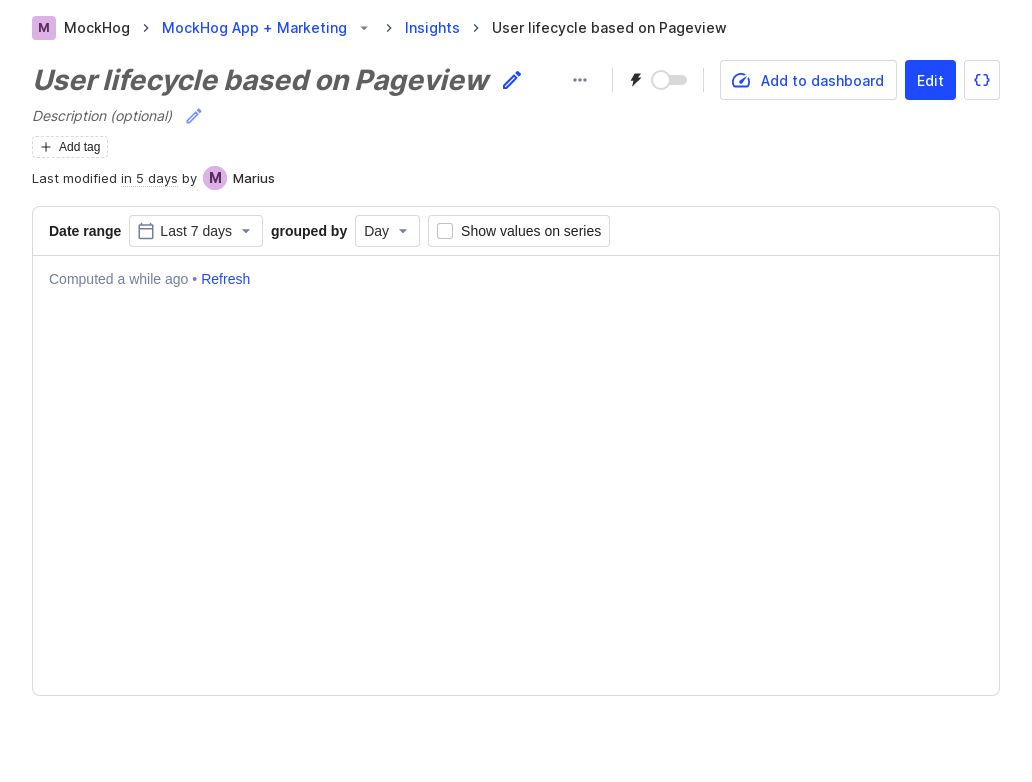 M MockHog MockHog App + Marketing Insights User lifecycle based on Pageview
User lifecycle based on Pageview
Add to dashboard Edit {}
Description (optional)
Add tag
Last modified in 5 days by M Marius
Date range Last 7 days grouped by Day Show values on series
Computed a while ago • Refresh